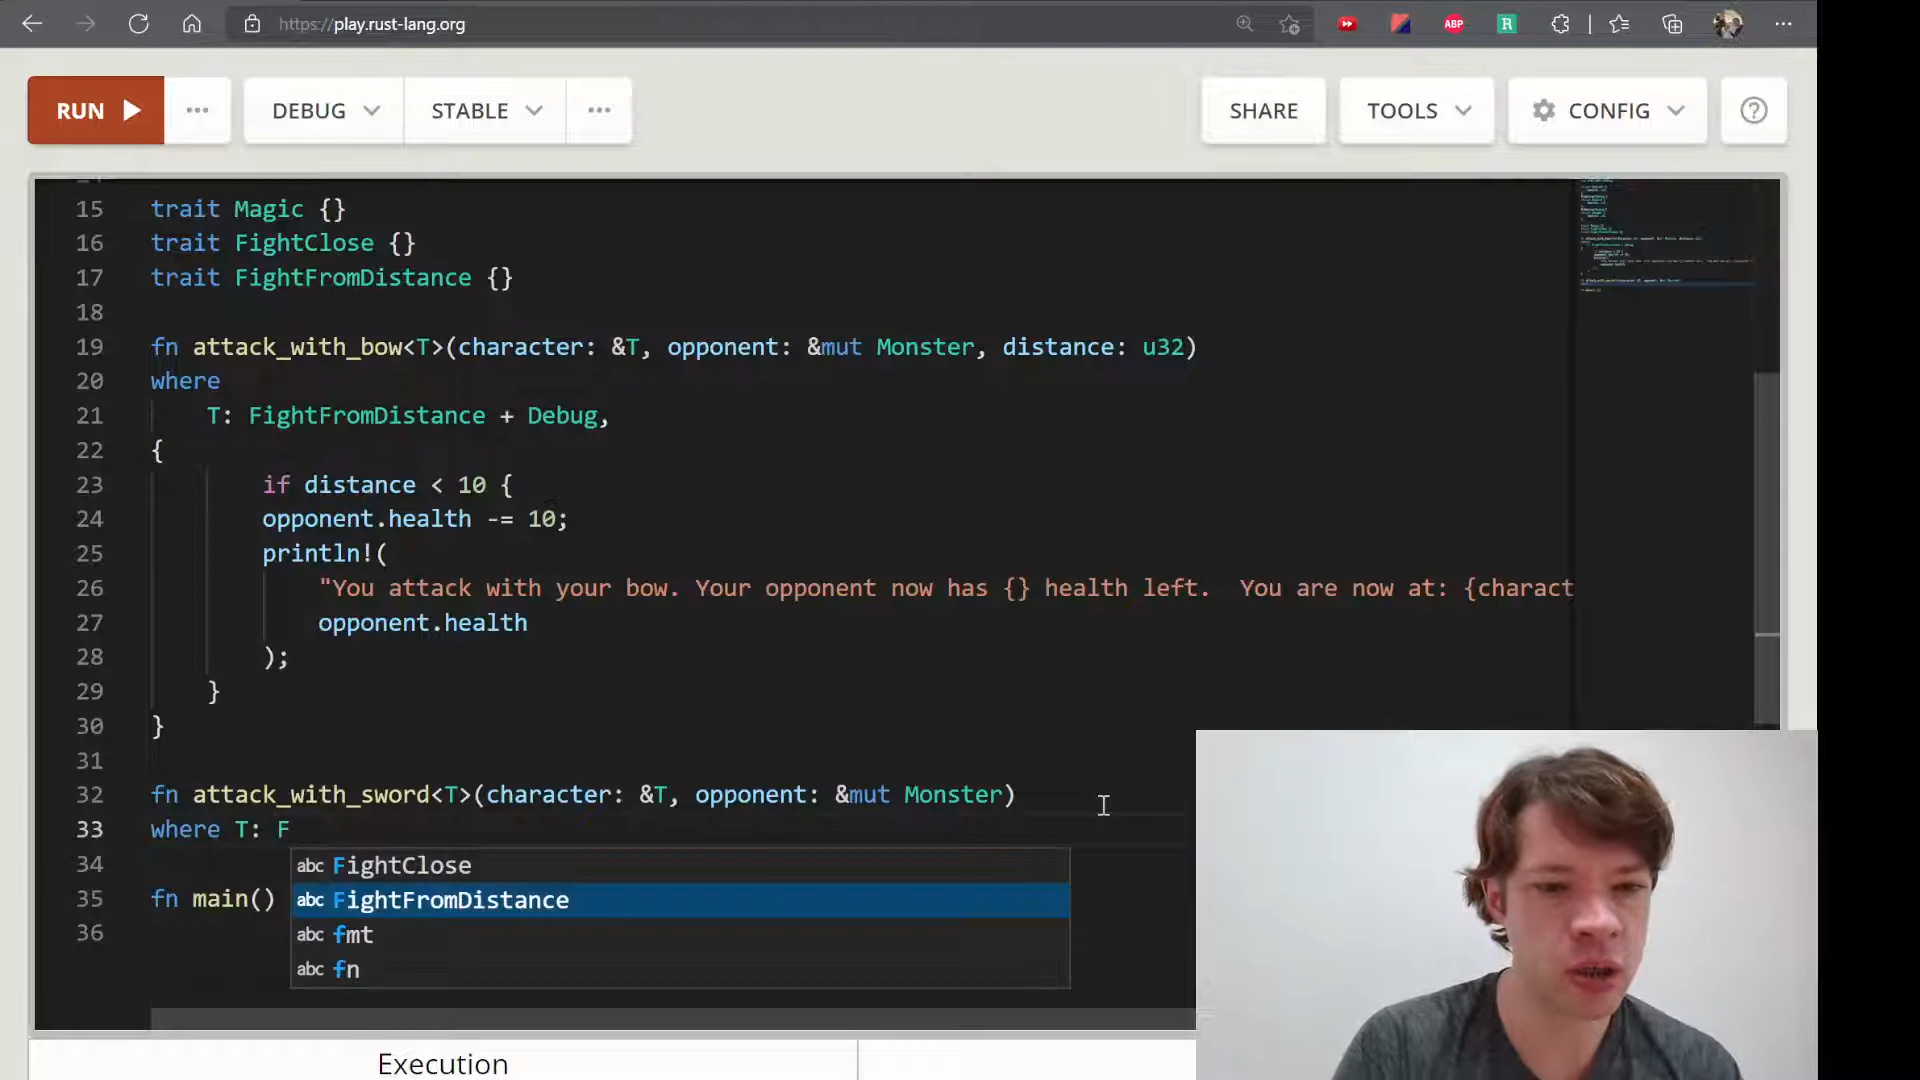 https://play.rust-lang.org
ABP
R
RUN
DEBUG
STABLE
SHARE
TOOLS
CONFIG
15 trait Magic {}
16 trait FightClose {}
17 trait FightFromDistance {}
18
19 fn attack_with_bow<T>(character: &T, opponent: &mut Monster, distance: u32)
20 where
21 T: FightFromDistance + Debug,
22 {
23 if distance < 10 {
24 opponent.health -= 10;
25 println!(
26 "You attack with your bow. Your opponent now has {} health left.  You are now at: {charact
27 opponent.health
28 );
29 }
30 }
31
32 fn attack_with_sword<T>(character: &T, opponent: &mut Monster)
33 where T: F
34 abc FightClose
35 fn main() abc FightFromDistance
36 abc fmt
abc fn
Execution